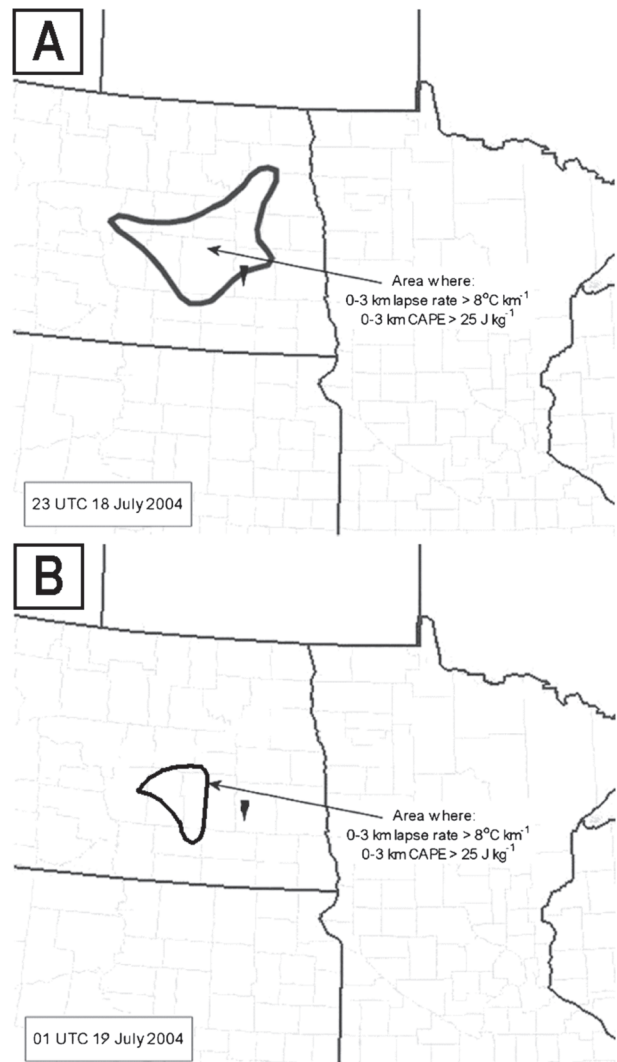 A
Area where:
0-3 km lapse rate > 8°C km⁻¹
0-3 km CAPE > 25 J kg⁻¹
23 UTC 18 July 2004
B
Area where:
0-3 km lapse rate > 8°C km⁻¹
0-3 km CAPE > 25 J kg⁻¹
01 UTC 19 July 2004